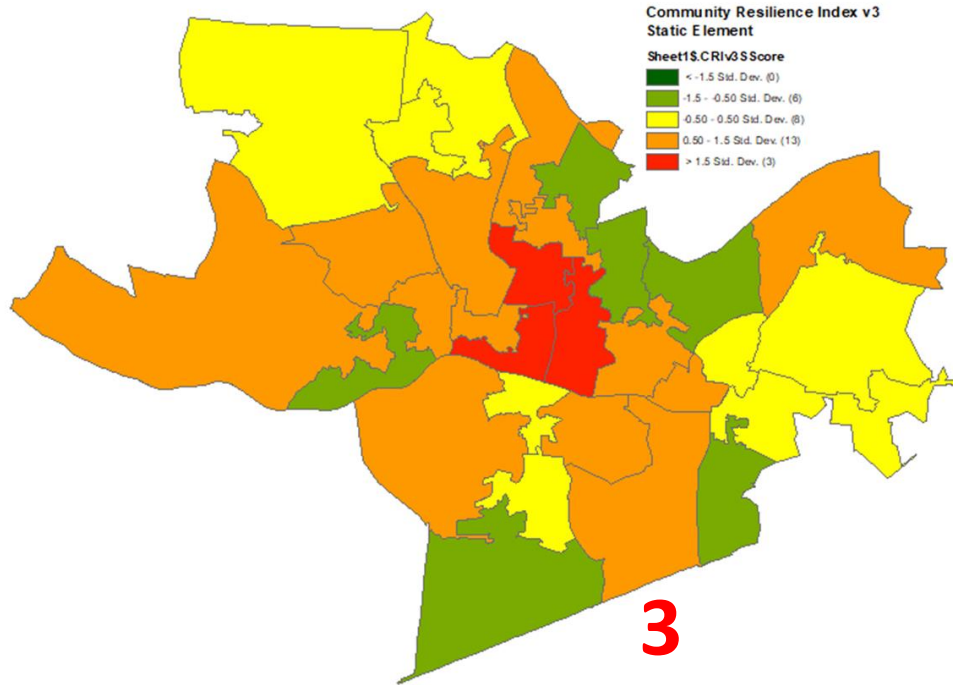 Community Resilience Index v3
Static Element
Sheet1$.CRIv3SScore
< -1.5 Std. Dev. (0)
-1.5 - -0.50 Std. Dev. (6)
-0.50 - 0.50 Std. Dev. (8)
0.50 - 1.5 Std. Dev. (13)
> 1.5 Std. Dev. (3)
3